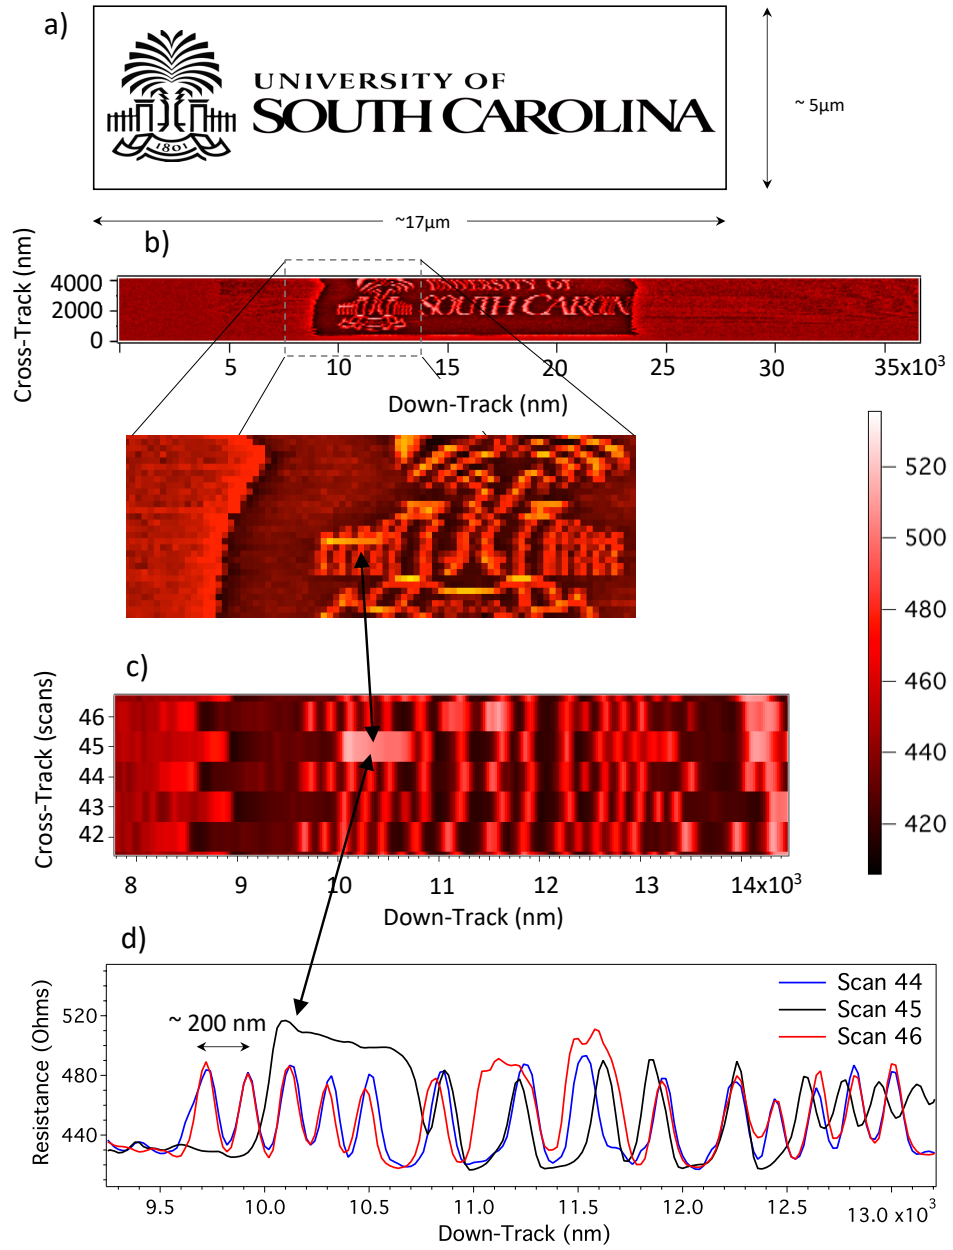 a)
UNIVERSITY OF
SOUTH CAROLINA
1801
~ 5µm
~17µm
b)
Cross-Track (nm)
4000
2000
0
UNIVERSITY OF
SOUTH CAROLIN
5 10 15 20 25 30 35x10³
Down-Track (nm)
520
500
480
460
440
420
c)
Cross-Track (scans)
46
45
44
43
42
8 9 10 11 12 13 14x10³
Down-Track (nm)
d)
Resistance (Ohms)
520
480
440
~ 200 nm
Scan 44
Scan 45
Scan 46
9.5 10.0 10.5 11.0 11.5 12.0 12.5 13.0 x10³
Down-Track (nm)